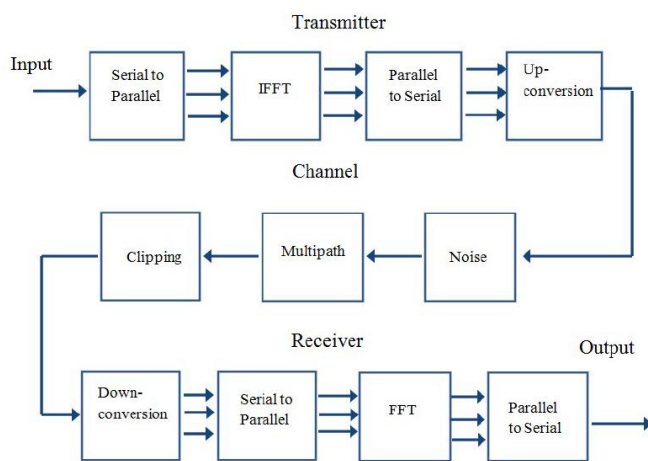 Transmitter
Input
Serial to
Parallel
IFFT
Parallel
to Serial
Up-
conversion
Channel
Clipping
Multipath
Noise
Receiver
Output
Down-
conversion
Serial to
Parallel
FFT
Parallel
to Serial